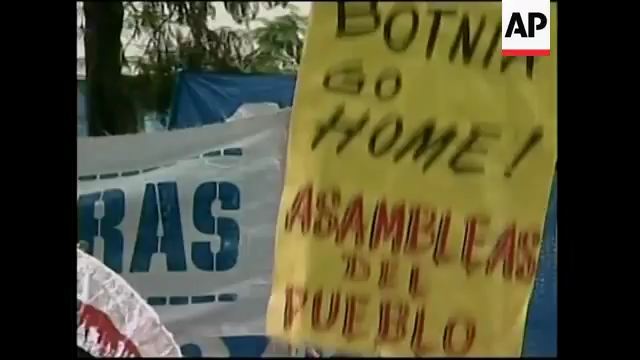 AP
BOTNIA
GO
HOME!
ASAMBLEAS
DEL
PUEBLO
RAS